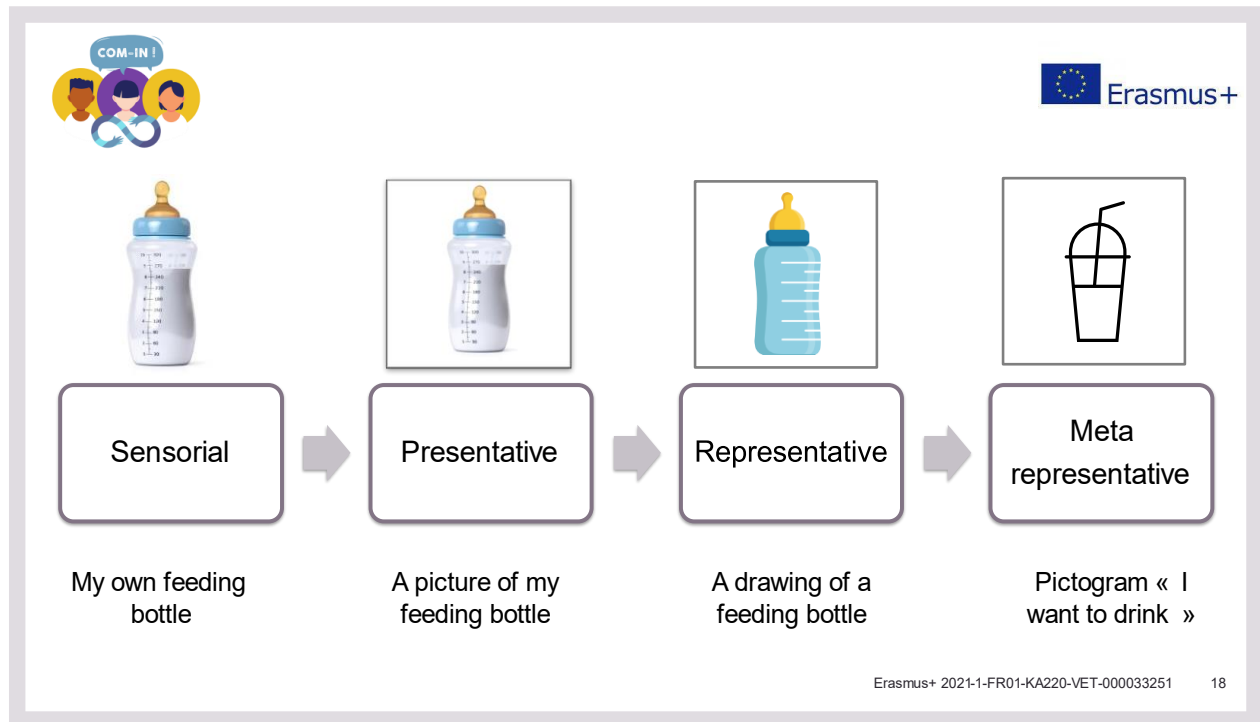 COM-IN !
Erasmus+
Sensorial
Presentative
Representative
Meta
representative
My own feeding
bottle
A picture of my
feeding bottle
A drawing of a
feeding bottle
Pictogram « I
want to drink »
Erasmus+ 2021-1-FR01-KA220-VET-000033251 18